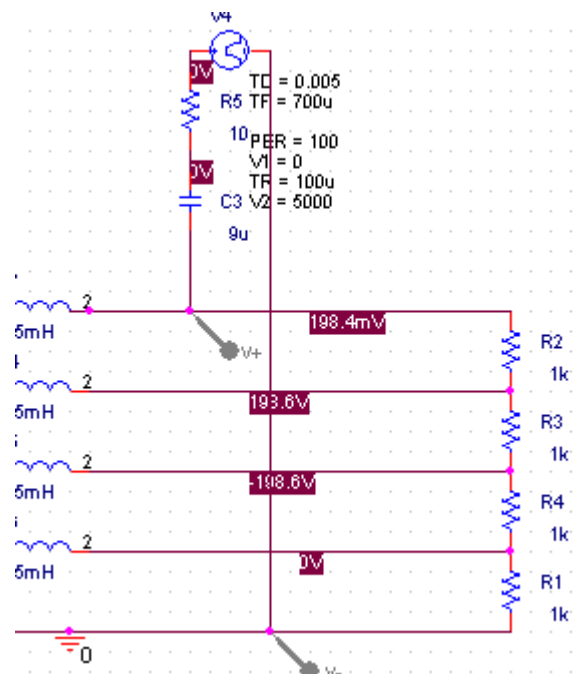 V4
0V
TD = 0.005
R5 TF = 700u
10
PER = 100
V1 = 0
0V
TR = 100u
C3 V2 = 5000
9u
2
198.4mV
5mH
V+
R2
1k
2
193.6V
5mH
R3
1k
2
-198.6V
5mH
R4
1k
2
0V
5mH
R1
1k
0
V-